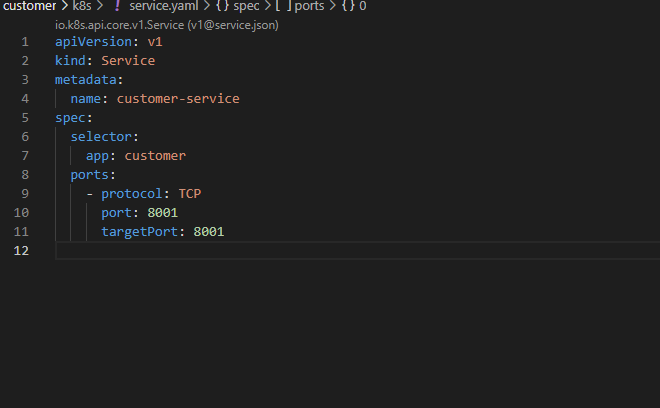 customer > k8s > ! service.yaml > {} spec > [ ] ports > {} 0
io.k8s.api.core.v1.Service (v1@service.json)
1 apiVersion: v1
2 kind: Service
3 metadata:
4   name: customer-service
5 spec:
6   selector:
7     app: customer
8   ports:
9     - protocol: TCP
10       port: 8001
11       targetPort: 8001
12